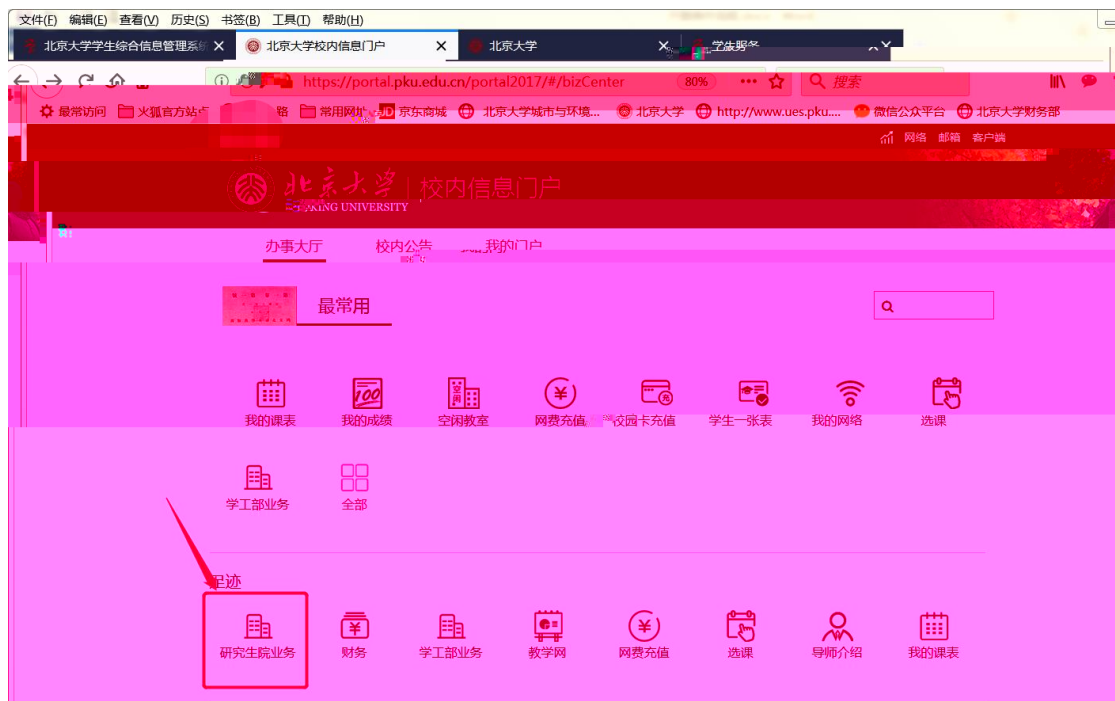 文件(F) 编辑(E) 查看(V) 历史(S) 书签(B) 工具(T) 帮助(H)
北京大学学生综合信息管理系 北京大学校内信息门户 北京大学 学生服务
https://portal.pku.edu.cn/portal2017/#/bizCenter 80% 搜索
最常访问 火狐官方站点 路 常用网址 JD 京东商城 北京大学城市与环境... 北京大学 http://www.ues.pku.... 微信公众平台 北京大学财务部
网络 邮箱 客户端
北京大学 校内信息门户
PEKING UNIVERSITY
办事大厅 校内公告 我的门户
最常用
我的课表 我的成绩 空闲教室 网费充值 校园卡充值 学生一张表 我的网络 选课
学工部业务 全部
足迹
研究生院业务 财务 学工部业务 教学网 网费充值 选课 导师介绍 我的课表